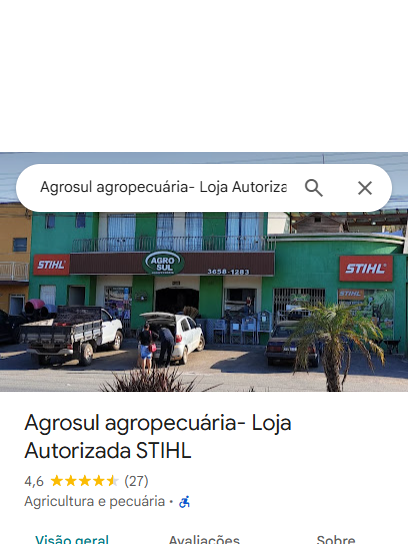 Agrosul agropecuária- Loja Autoriza
STIHL
AGRO
SUL
3658-1283
STIHL
STIHL
Agrosul agropecuária- Loja
Autorizada STIHL
4,6 (27)
Agricultura e pecuária ·
Visão geral Avaliações Sobre